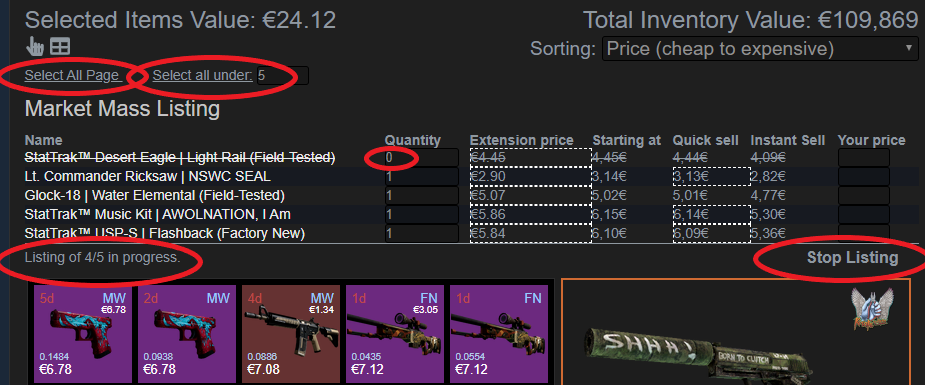 Selected Items Value: €24.12
Total Inventory Value: €109,869
Sorting: Price (cheap to expensive)
Select All Page
Select all under: 5
Market Mass Listing
Name Quantity Extension price Starting at Quick sell Instant Sell Your price
StatTrak™ Desert Eagle | Light Rail (Field-Tested) 0 €4.45 4,45€ 4,44€ 4,09€
Lt. Commander Ricksaw | NSWC SEAL 1 €2.90 3,14€ 3,13€ 2,82€
Glock-18 | Water Elemental (Field-Tested) 1 €5.07 5,02€ 5,01€ 4,77€
StatTrak™ Music Kit | AWOLNATION, I Am 1 €5.86 6,15€ 6,14€ 5,30€
StatTrak™ USP-S | Flashback (Factory New) 1 €5.84 6,10€ 6,09€ 5,36€
Listing of 4/5 in progress.
Stop Listing
5d MW 2d MW 4d MW 1d FN 1d FN
€6.78 €1.34 €3.05
0.1484 0.0938 0.0886 0.0435 0.0554
€6.78 €6.78 €7.08 €7.12 €7.12
SHHH!
BORN TO CLUTCH